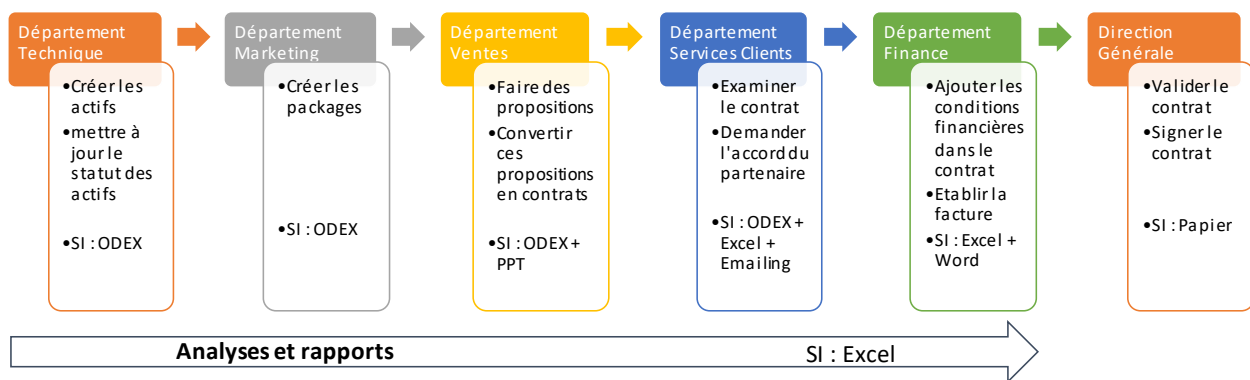 Département
Technique
•Créer les
actifs
•mettre à
jour le
statut des
actifs
•SI : ODEX
Département
Marketing
•Créer les
packages
•SI : ODEX
Département
Ventes
•Faire des
propositions
•Convertir
ces
propositions
en contrats
•SI : ODEX +
PPT
Département
Services Clients
•Examiner
le contrat
•Demander
l'accord du
partenaire
•SI : ODEX +
Excel +
Emailing
Département
Finance
•Ajouter les
conditions
financières
dans le
contrat
•Etablir la
facture
•SI : Excel +
Word
Direction
Générale
•Valider le
contrat
•Signer le
contrat
•SI : Papier
Analyses et rapports
SI : Excel